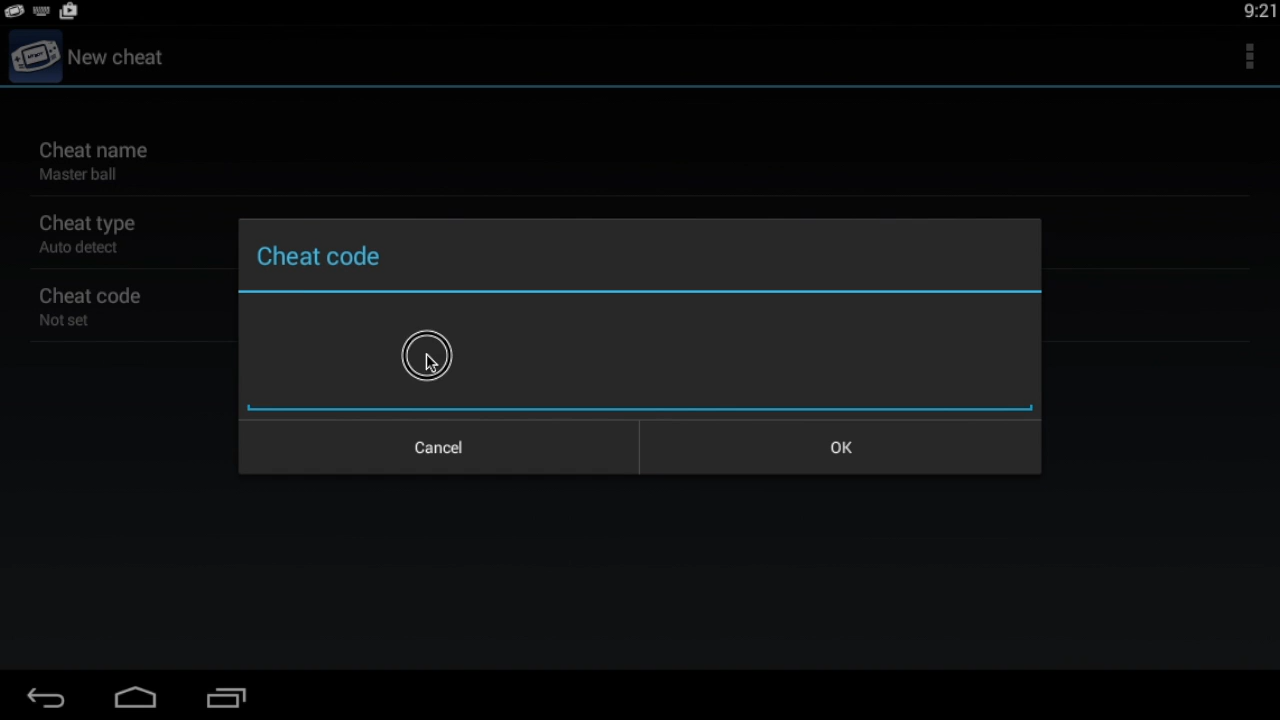 9:21
New cheat
Cheat name
Master ball
Cheat type
Auto detect
Cheat code
Not set
Cheat code
Cancel
OK